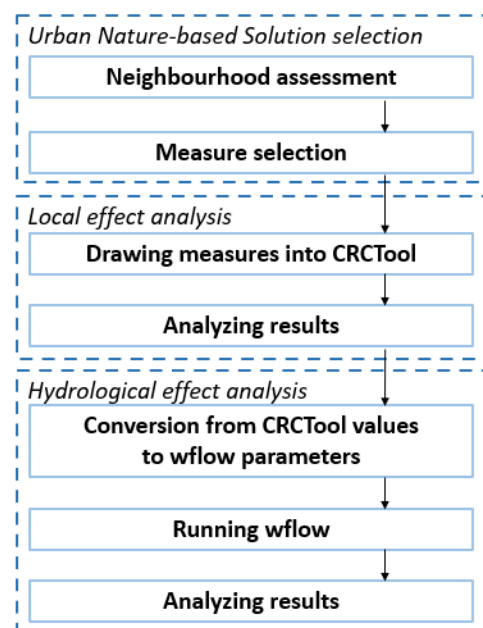 Urban Nature-based Solution selection
Neighbourhood assessment
Measure selection
Local effect analysis
Drawing measures into CRCTool
Analyzing results
Hydrological effect analysis
Conversion from CRCTool values
to wflow parameters
Running wflow
Analyzing results